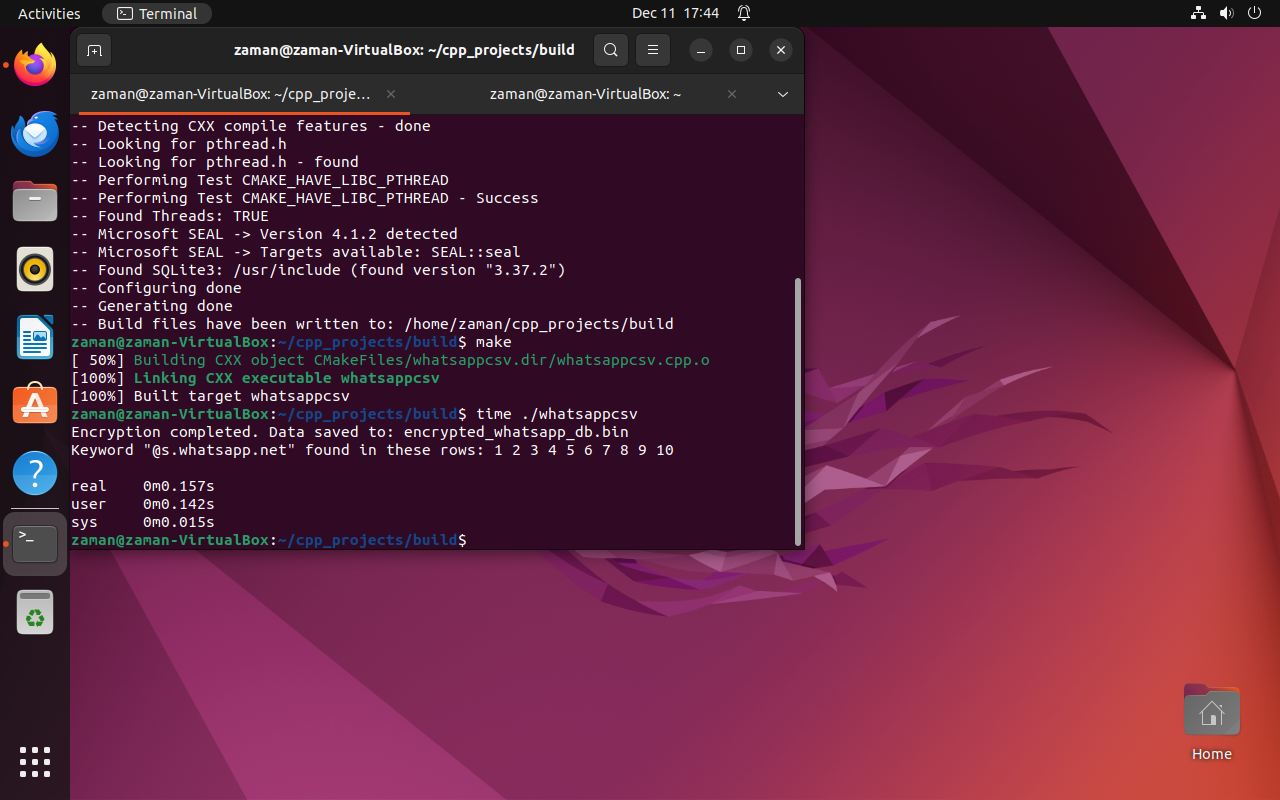 Activities
Terminal
Dec 11 17:44
zaman@zaman-VirtualBox: ~/cpp_projects/build
zaman@zaman-VirtualBox: ~/cpp_proje...
zaman@zaman-VirtualBox: ~
-- Detecting CXX compile features - done
-- Looking for pthread.h
-- Looking for pthread.h - found
-- Performing Test CMAKE_HAVE_LIBC_PTHREAD
-- Performing Test CMAKE_HAVE_LIBC_PTHREAD - Success
-- Found Threads: TRUE
-- Microsoft SEAL -> Version 4.1.2 detected
-- Microsoft SEAL -> Targets available: SEAL::seal
-- Found SQLite3: /usr/include (found version "3.37.2")
-- Configuring done
-- Generating done
-- Build files have been written to: /home/zaman/cpp_projects/build
zaman@zaman-VirtualBox:~/cpp_projects/build$ make
[ 50%] Building CXX object CMakeFiles/whatsappcsv.dir/whatsappcsv.cpp.o
[100%] Linking CXX executable whatsappcsv
[100%] Built target whatsappcsv
zaman@zaman-VirtualBox:~/cpp_projects/build$ time ./whatsappcsv
Encryption completed. Data saved to: encrypted_whatsapp_db.bin
Keyword "@s.whatsapp.net" found in these rows: 1 2 3 4 5 6 7 8 9 10
real 0m0.157s
user 0m0.142s
sys 0m0.015s
zaman@zaman-VirtualBox:~/cpp_projects/build$
Home